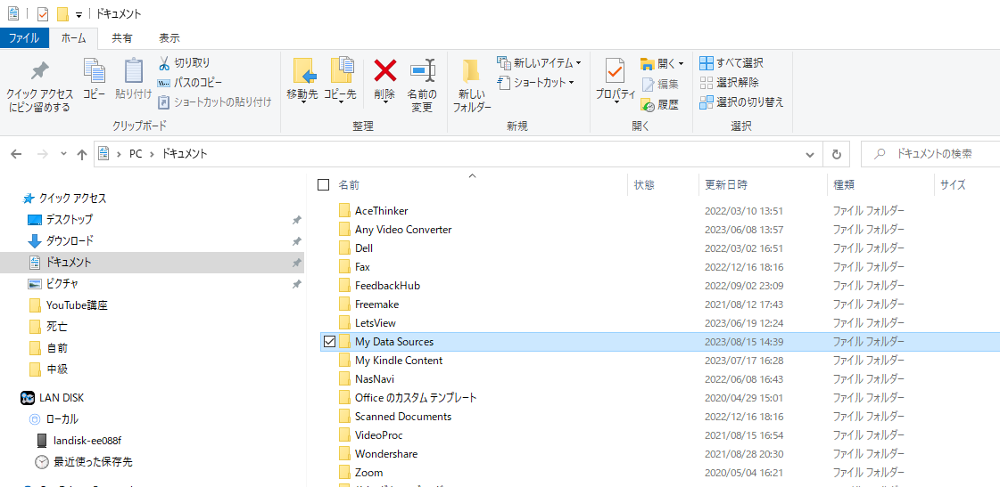 ドキュメント
ファイル ホーム 共有 表示
クイック アクセス
にピン留めする
コピー
貼り付け
切り取り
パスのコピー
ショートカットの貼り付け
クリップボード
移動先
コピー先
削除
名前の
変更
整理
新しい
フォルダー
新しいアイテム
ショートカット
新規
プロパティ
開く
編集
履歴
開く
すべて選択
選択解除
選択の切り替え
選択
PC ドキュメント
ドキュメントの検索
クイック アクセス
デスクトップ
ダウンロード
ドキュメント
ピクチャ
YouTube講座
死亡
自前
中級
LAN DISK
ローカル
landisk-ee088f
最近使った保存先
名前 状態 更新日時 種類 サイズ
AceThinker 2022/03/10 13:51 ファイル フォルダー
Any Video Converter 2023/06/08 13:57 ファイル フォルダー
Dell 2022/03/02 16:51 ファイル フォルダー
Fax 2022/12/16 18:16 ファイル フォルダー
FeedbackHub 2022/09/02 23:09 ファイル フォルダー
Freemake 2021/08/12 17:43 ファイル フォルダー
LetsView 2023/06/19 12:24 ファイル フォルダー
My Data Sources 2023/08/15 14:39 ファイル フォルダー
My Kindle Content 2023/07/17 16:28 ファイル フォルダー
NasNavi 2022/06/08 16:43 ファイル フォルダー
Office のカスタム テンプレート 2020/04/29 15:01 ファイル フォルダー
Scanned Documents 2022/12/16 18:16 ファイル フォルダー
VideoProc 2021/08/15 16:54 ファイル フォルダー
Wondershare 2021/08/28 20:30 ファイル フォルダー
Zoom 2020/05/04 16:21 ファイル フォルダー